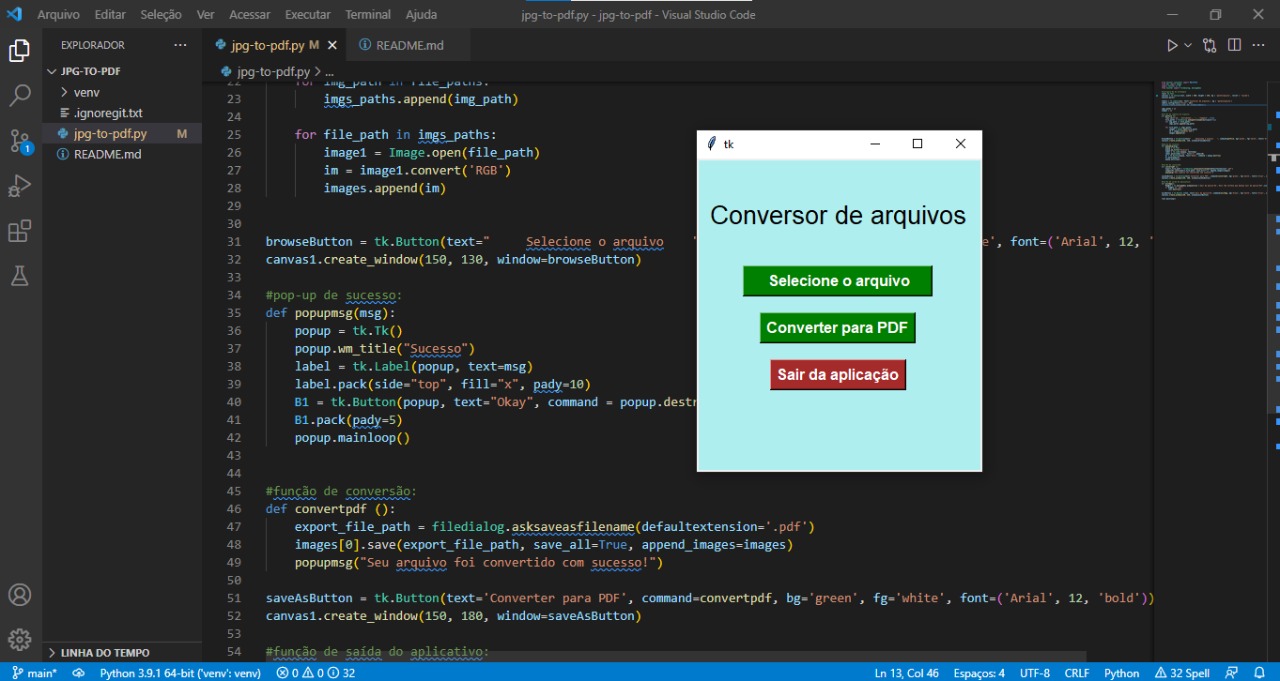 Arquivo Editar Seleção Ver Acessar Executar Terminal Ajuda jpg-to-pdf.py - jpg-to-pdf - Visual Studio Code
EXPLORADOR
JPG-TO-PDF
venv
.ignoregit.txt
jpg-to-pdf.py M
README.md
LINHA DO TEMPO
jpg-to-pdf.py M README.md
jpg-to-pdf.py > ...
22 for img_path in file_paths:
23 imgs_paths.append(img_path)
24
25 for file_path in imgs_paths:
26 image1 = Image.open(file_path)
27 im = image1.convert('RGB')
28 images.append(im)
29
30
31 browseButton = tk.Button(text=" Selecione o arquivo ', font=('Arial', 12, '
32 canvas1.create_window(150, 130, window=browseButton)
33
34 #pop-up de sucesso:
35 def popupmsg(msg):
36 popup = tk.Tk()
37 popup.wm_title("Sucesso")
38 label = tk.Label(popup, text=msg)
39 label.pack(side="top", fill="x", pady=10)
40 B1 = tk.Button(popup, text="Okay", command = popup.destr
41 B1.pack(pady=5)
42 popup.mainloop()
43
44
45 #função de conversão:
46 def convertpdf ():
47 export_file_path = filedialog.asksaveasfilename(defaultextension='.pdf')
48 images[0].save(export_file_path, save_all=True, append_images=images)
49 popupmsg("Seu arquivo foi convertido com sucesso!")
50
51 saveAsButton = tk.Button(text='Converter para PDF', command=convertpdf, bg='green', fg='white', font=('Arial', 12, 'bold'))
52 canvas1.create_window(150, 180, window=saveAsButton)
53
54 #função de saída do aplicativo:
tk
Conversor de arquivos
Selecione o arquivo
Converter para PDF
Sair da aplicação
1
main* Python 3.9.1 64-bit ('venv': venv) 0 0 32 Ln 13, Col 46 Espaços: 4 UTF-8 CRLF Python 32 Spell